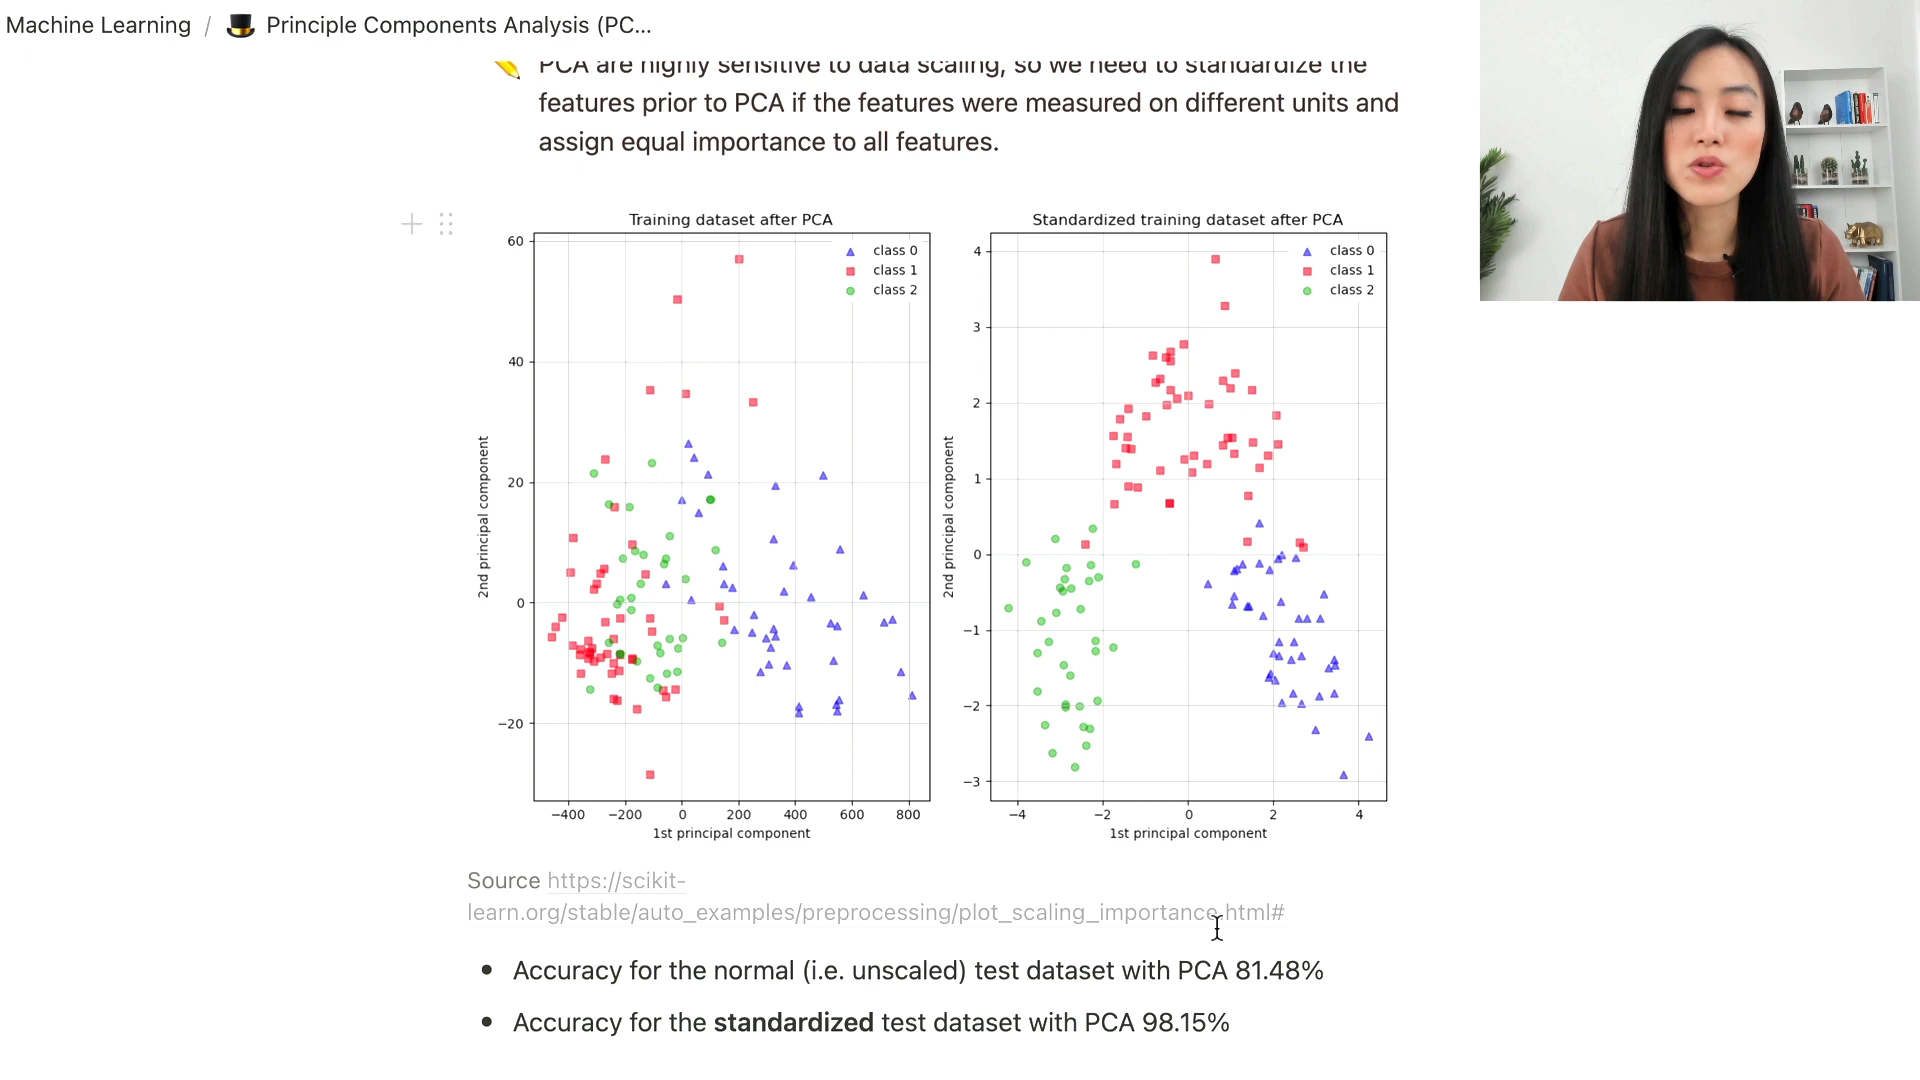 Machine Learning / Principle Components Analysis (PC...
PCA are highly sensitive to data scaling, so we need to standardize the
features prior to PCA if the features were measured on different units and
assign equal importance to all features.
Training dataset after PCA
class 0
class 1
class 2
60
40
20
0
−20
2nd principal component
−400 −200 0 200 400 600 800
1st principal component
Standardized training dataset after PCA
class 0
class 1
class 2
4
3
2
1
0
−1
−2
−3
2nd principal component
−4 −2 0 2 4
1st principal component
Source https://scikit-
learn.org/stable/auto_examples/preprocessing/plot_scaling_importance.html#
• Accuracy for the normal (i.e. unscaled) test dataset with PCA 81.48%
• Accuracy for the standardized test dataset with PCA 98.15%